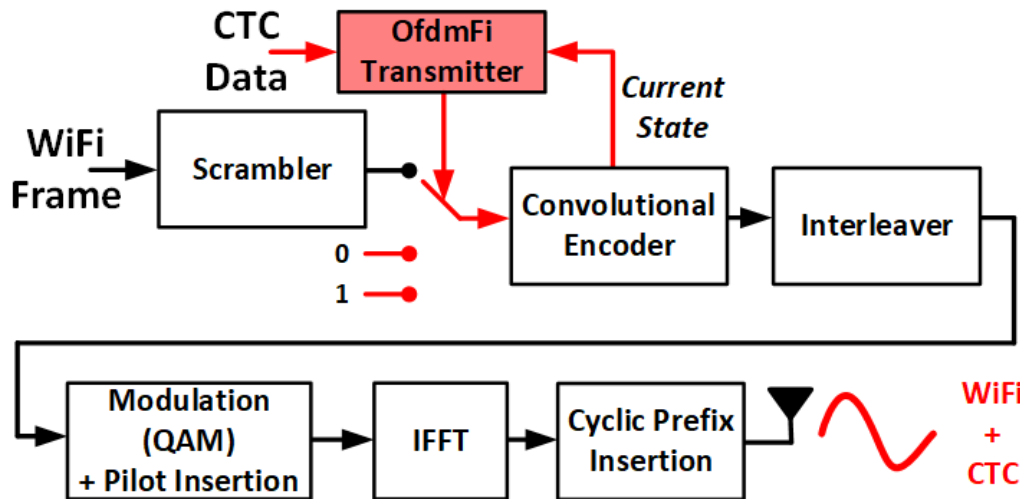 CTC
Data
OfdmFi
Transmitter
Current
State
WiFi
Frame
Scrambler
0
1
Convolutional
Encoder
Interleaver
Modulation
(QAM)
+ Pilot Insertion
IFFT
Cyclic Prefix
Insertion
WiFi
+
CTC